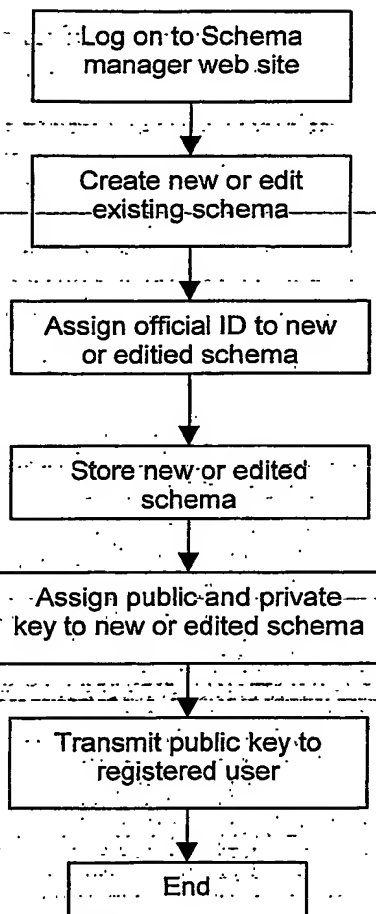 Log on to Schema
manager web site
Create new or edit
existing schema
Assign official ID to new
or editied schema
Store new or edited
schema
Assign public and private
key to new or edited schema
Transmit public key to
registered user
End